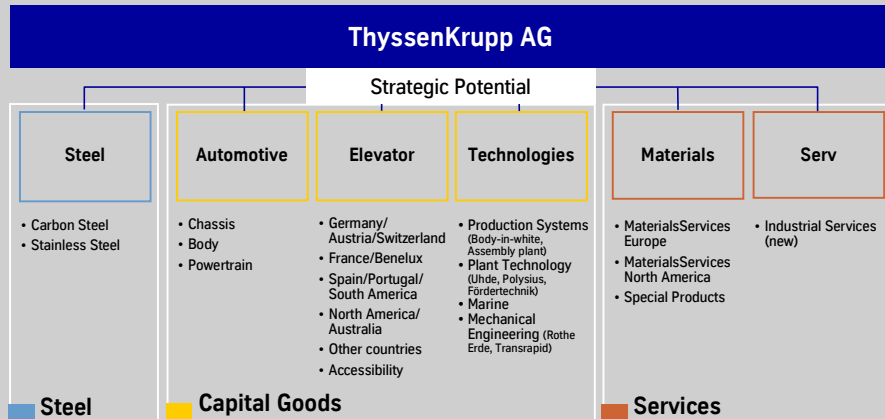 ThyssenKrupp AG
Strategic Potential
Steel
Automotive
Elevator
Technologies
Materials
Serv
• Carbon Steel
• Stainless Steel
• Chassis
• Body
• Powertrain
• Germany/
Austria/Switzerland
• France/Benelux
• Spain/Portugal/
South America
• North America/
Australia
• Other countries
• Accessibility
• Production Systems
(Body-in-white,
Assembly plant)
• Plant Technology
(Uhde, Polysius,
Fördertechnik)
• Marine
• Mechanical
Engineering (Rothe
Erde, Transrapid)
• MaterialsServices
Europe
• MaterialsServices
North America
• Special Products
• Industrial Services
(new)
Steel
Capital Goods
Services